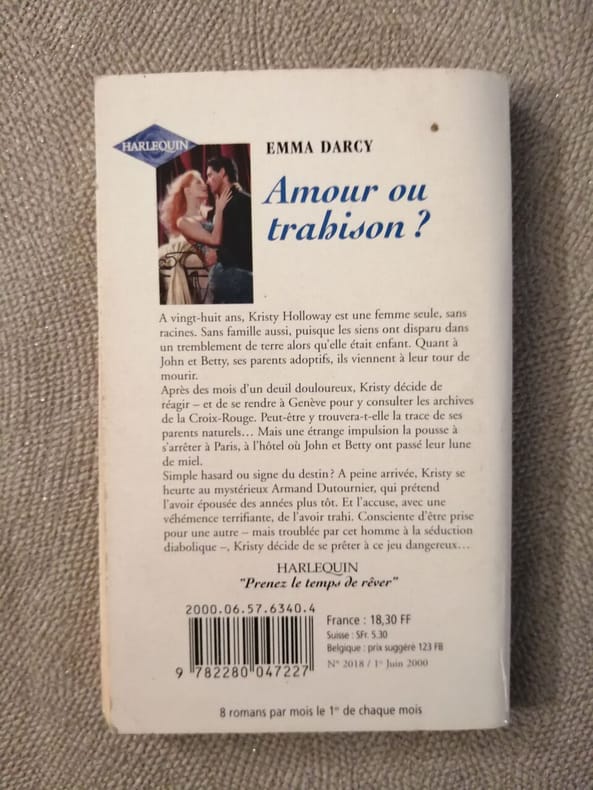 HARLEQUIN
EMMA DARCY
Amour ou
trahison ?
A vingt-huit ans, Kristy Holloway est une femme seule, sans
racines. Sans famille aussi, puisque les siens ont disparu dans
un tremblement de terre alors qu'elle était enfant. Quant à
John et Betty, ses parents adoptifs, ils viennent à leur tour de
mourir.
Après des mois d'un deuil douloureux, Kristy décide de
réagir – et de se rendre à Genève pour y consulter les archives
de la Croix-Rouge. Peut-être y trouvera-t-elle la trace de ses
parents naturels… Mais une étrange impulsion la pousse à
s'arrêter à Paris, à l'hôtel où John et Betty ont passé leur lune
de miel.
Simple hasard ou signe du destin ? A peine arrivée, Kristy se
heurte au mystérieux Armand Dutournier, qui prétend
l'avoir épousée des années plus tôt. Et l'accuse, avec une
véhémence terrifiante, de l'avoir trahi. Consciente d'être prise
pour une autre – mais troublée par cet homme à la séduction
diabolique –, Kristy décide de se prêter à ce jeu dangereux…
HARLEQUIN
"Prenez le temps de rêver"
2000.06.57.6340.4
France : 18,30 FF
Suisse : SFr. 5.30
Belgique : prix suggéré 123 FB
N° 2018 / 1er Juin 2000
9 782280 047227
8 romans par mois le 1er de chaque mois